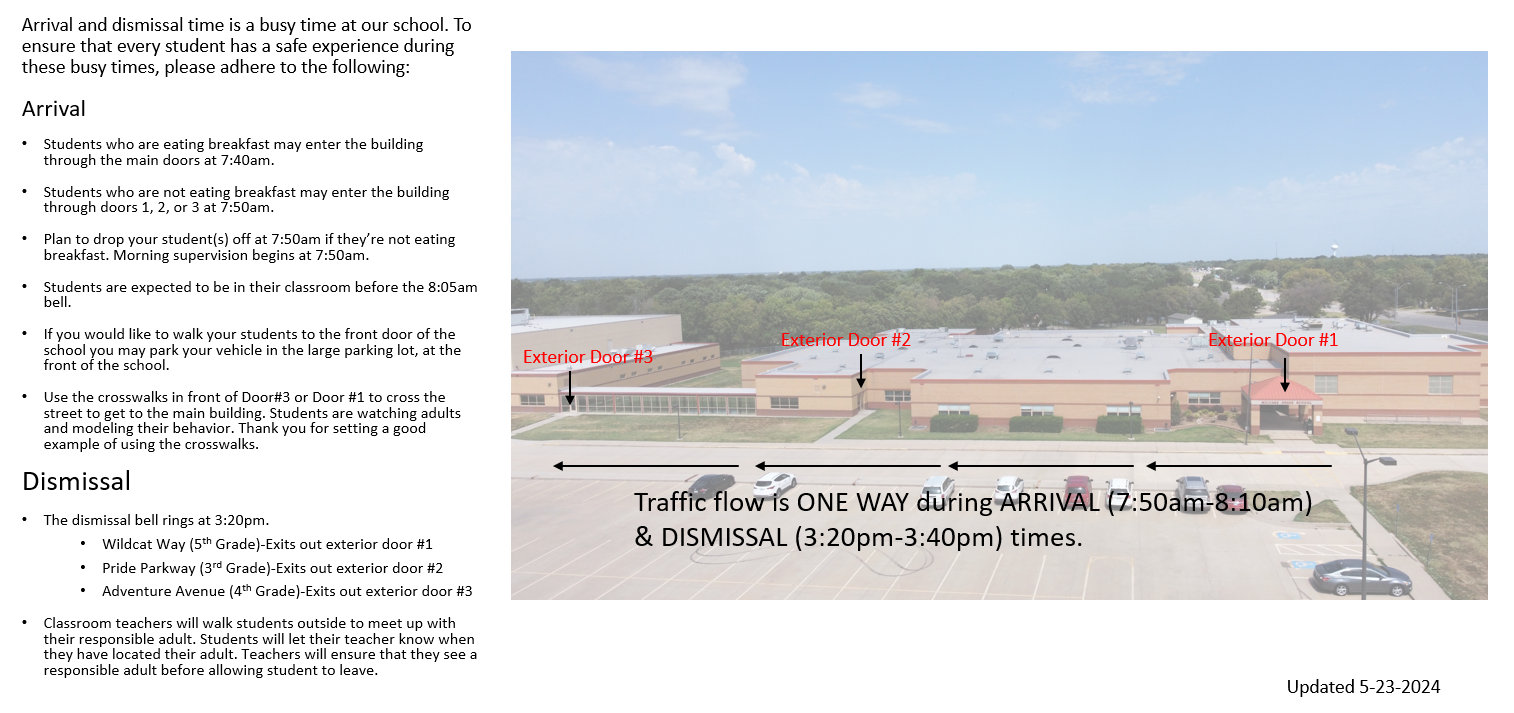 Arrival and dismissal time is a busy time at our school. To
ensure that every student has a safe experience during
these busy times, please adhere to the following:
Arrival
• Students who are eating breakfast may enter the building
through the main doors at 7:40am.
• Students who are not eating breakfast may enter the building
through doors 1, 2, or 3 at 7:50am.
• Plan to drop your student(s) off at 7:50am if they’re not eating
breakfast. Morning supervision begins at 7:50am.
• Students are expected to be in their classroom before the 8:05am
bell.
• If you would like to walk your students to the front door of the
school you may park your vehicle in the large parking lot, at the
front of the school.
• Use the crosswalks in front of Door#3 or Door #1 to cross the
street to get to the main building. Students are watching adults
and modeling their behavior. Thank you for setting a good
example of using the crosswalks.
Dismissal
• The dismissal bell rings at 3:20pm.
• Wildcat Way (5th Grade)-Exits out exterior door #1
• Pride Parkway (3rd Grade)-Exits out exterior door #2
• Adventure Avenue (4th Grade)-Exits out exterior door #3
• Classroom teachers will walk students outside to meet up with
their responsible adult. Students will let their teacher know when
they have located their adult. Teachers will ensure that they see a
responsible adult before allowing student to leave.
Exterior Door #3
Exterior Door #2
Exterior Door #1
Traffic flow is ONE WAY during ARRIVAL (7:50am-8:10am)
& DISMISSAL (3:20pm-3:40pm) times.
Updated 5-23-2024